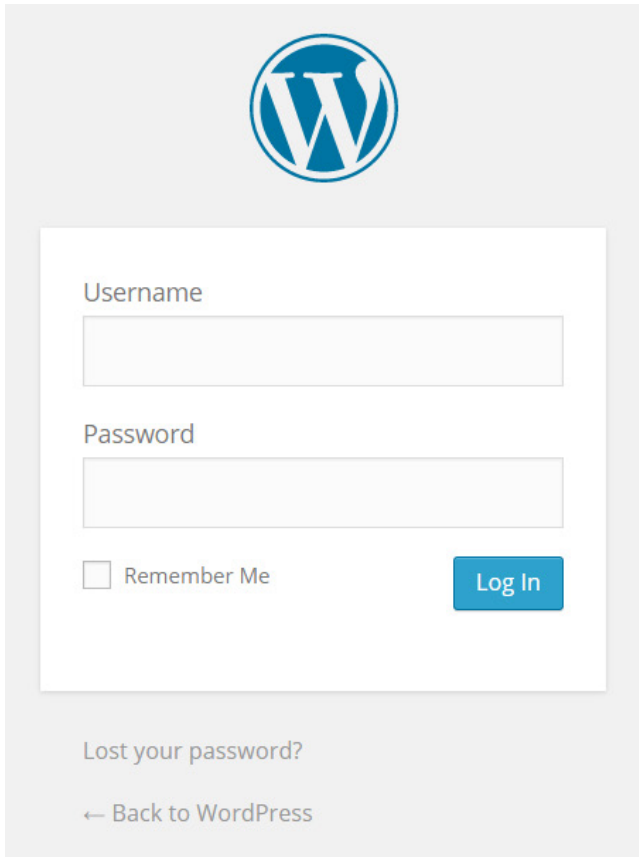 Username
Password
Remember Me
Log In
Lost your password?
← Back to WordPress